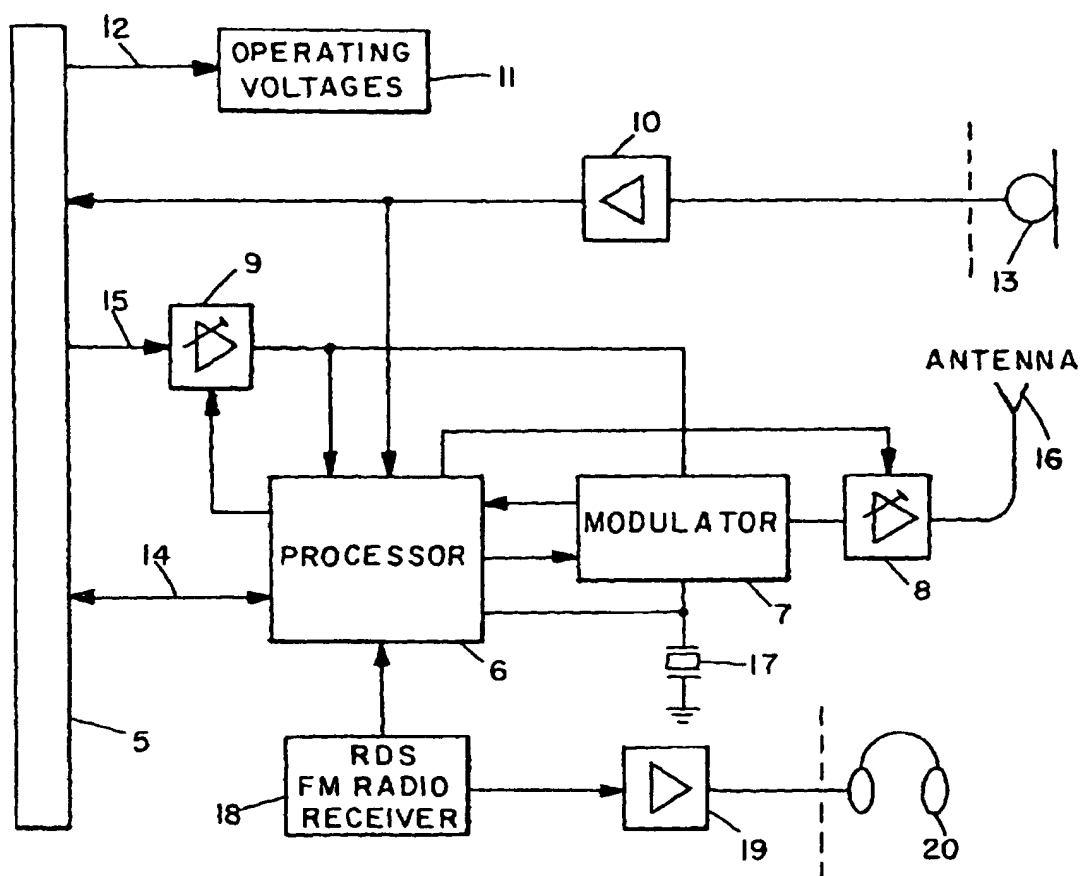 12
OPERATING
VOLTAGES
11
10
13
9
15
ANTENNA
16
PROCESSOR
MODULATOR
14
8
7
6
17
5
RDS
FM RADIO
RECEIVER
18
19
20